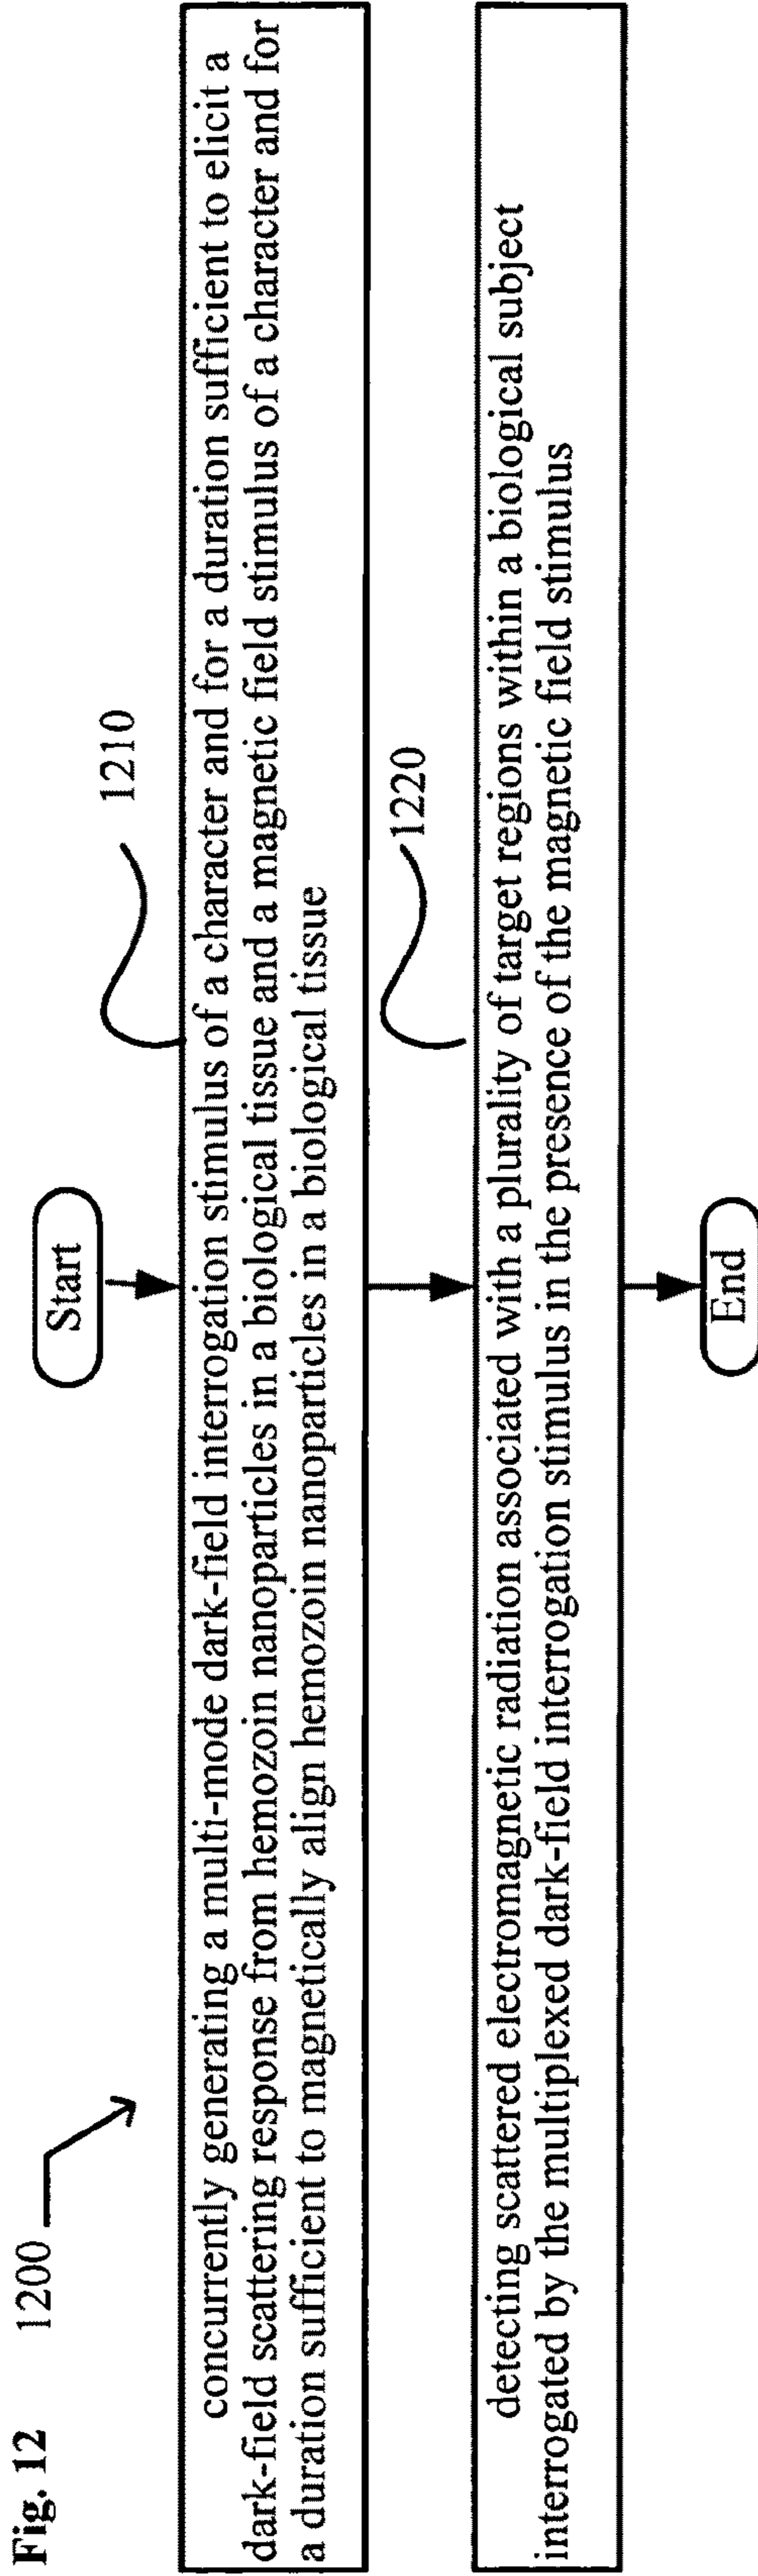 Fig. 12
1200
Start
1210
concurrently generating a multi-mode dark-field interrogation stimulus of a character and for a duration sufficient to elicit a
dark-field scattering response from hemozoin nanoparticles in a biological tissue and a magnetic field stimulus of a character and for
a duration sufficient to magnetically align hemozoin nanoparticles in a biological tissue
1220
detecting scattered electromagnetic radiation associated with a plurality of target regions within a biological subject
interrogated by the multiplexed dark-field interrogation stimulus in the presence of the magnetic field stimulus
End